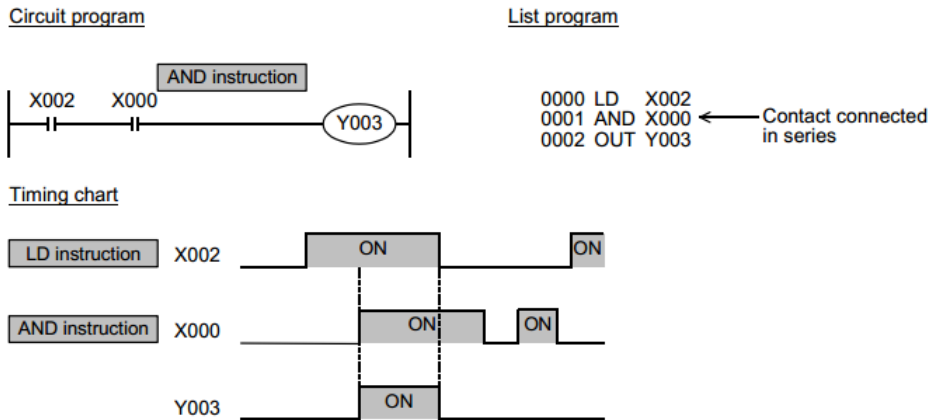 Circuit program
AND instruction
X002 X000
Y003
List program
0000 LD X002
0001 AND X000
0002 OUT Y003
Contact connected
in series
Timing chart
LD instruction X002 ON ON
AND instruction X000 ON ON
Y003 ON